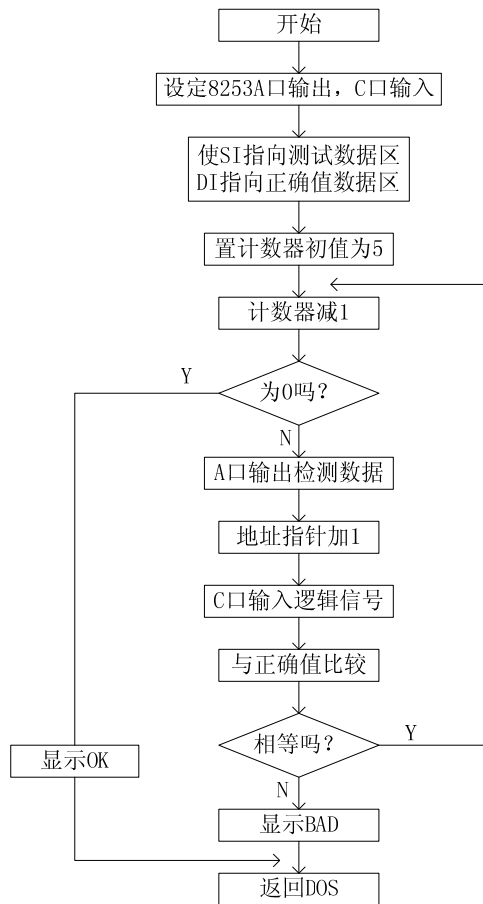 开始
设定8253A口输出，C口输入
使SI指向测试数据区
DI指向正确值数据区
置计数器初值为5
计数器减1
Y
为0吗？
N
A口输出检测数据
地址指针加1
C口输入逻辑信号
与正确值比较
相等吗？
Y
显示OK
N
显示BAD
返回DOS